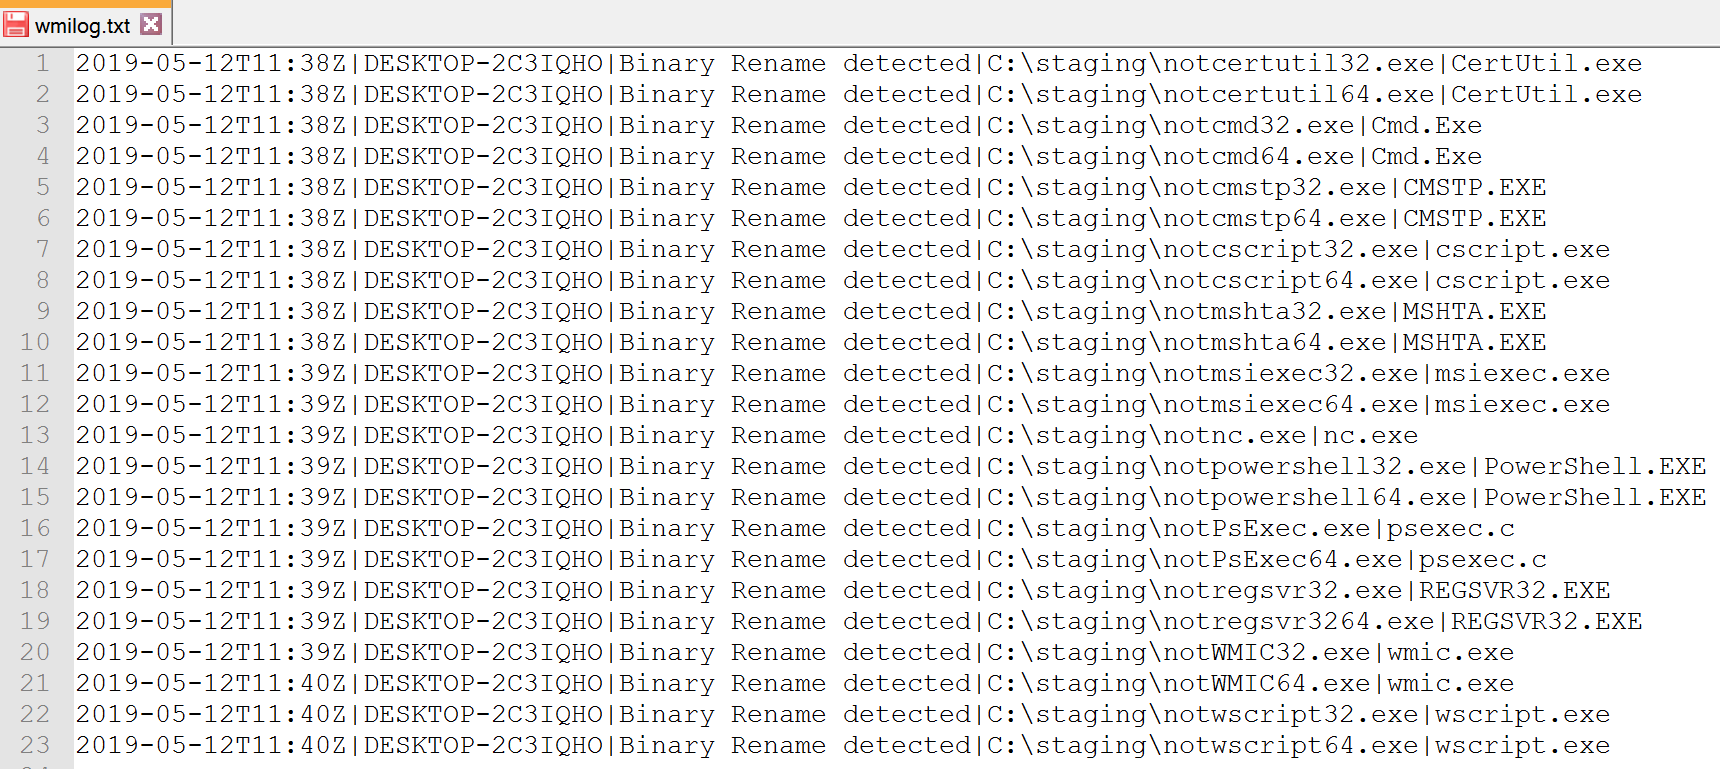 wmilog.txt
1 2019-05-12T11:38Z|DESKTOP-2C3IQHO|Binary Rename detected|C:\staging\notcertutil32.exe|CertUtil.exe
2 2019-05-12T11:38Z|DESKTOP-2C3IQHO|Binary Rename detected|C:\staging\notcertutil64.exe|CertUtil.exe
3 2019-05-12T11:38Z|DESKTOP-2C3IQHO|Binary Rename detected|C:\staging\notcmd32.exe|Cmd.Exe
4 2019-05-12T11:38Z|DESKTOP-2C3IQHO|Binary Rename detected|C:\staging\notcmd64.exe|Cmd.Exe
5 2019-05-12T11:38Z|DESKTOP-2C3IQHO|Binary Rename detected|C:\staging\notcmstp32.exe|CMSTP.EXE
6 2019-05-12T11:38Z|DESKTOP-2C3IQHO|Binary Rename detected|C:\staging\notcmstp64.exe|CMSTP.EXE
7 2019-05-12T11:38Z|DESKTOP-2C3IQHO|Binary Rename detected|C:\staging\notcscript32.exe|cscript.exe
8 2019-05-12T11:38Z|DESKTOP-2C3IQHO|Binary Rename detected|C:\staging\notcscript64.exe|cscript.exe
9 2019-05-12T11:38Z|DESKTOP-2C3IQHO|Binary Rename detected|C:\staging\notmshta32.exe|MSHTA.EXE
10 2019-05-12T11:38Z|DESKTOP-2C3IQHO|Binary Rename detected|C:\staging\notmshta64.exe|MSHTA.EXE
11 2019-05-12T11:39Z|DESKTOP-2C3IQHO|Binary Rename detected|C:\staging\notmsiexec32.exe|msiexec.exe
12 2019-05-12T11:39Z|DESKTOP-2C3IQHO|Binary Rename detected|C:\staging\notmsiexec64.exe|msiexec.exe
13 2019-05-12T11:39Z|DESKTOP-2C3IQHO|Binary Rename detected|C:\staging\notnc.exe|nc.exe
14 2019-05-12T11:39Z|DESKTOP-2C3IQHO|Binary Rename detected|C:\staging\notpowershell32.exe|PowerShell.EXE
15 2019-05-12T11:39Z|DESKTOP-2C3IQHO|Binary Rename detected|C:\staging\notpowershell64.exe|PowerShell.EXE
16 2019-05-12T11:39Z|DESKTOP-2C3IQHO|Binary Rename detected|C:\staging\notPsExec.exe|psexec.c
17 2019-05-12T11:39Z|DESKTOP-2C3IQHO|Binary Rename detected|C:\staging\notPsExec64.exe|psexec.c
18 2019-05-12T11:39Z|DESKTOP-2C3IQHO|Binary Rename detected|C:\staging\notregsvr32.exe|REGSVR32.EXE
19 2019-05-12T11:39Z|DESKTOP-2C3IQHO|Binary Rename detected|C:\staging\notregsvr3264.exe|REGSVR32.EXE
20 2019-05-12T11:39Z|DESKTOP-2C3IQHO|Binary Rename detected|C:\staging\notWMIC32.exe|wmic.exe
21 2019-05-12T11:40Z|DESKTOP-2C3IQHO|Binary Rename detected|C:\staging\notWMIC64.exe|wmic.exe
22 2019-05-12T11:40Z|DESKTOP-2C3IQHO|Binary Rename detected|C:\staging\notwscript32.exe|wscript.exe
23 2019-05-12T11:40Z|DESKTOP-2C3IQHO|Binary Rename detected|C:\staging\notwscript64.exe|wscript.exe